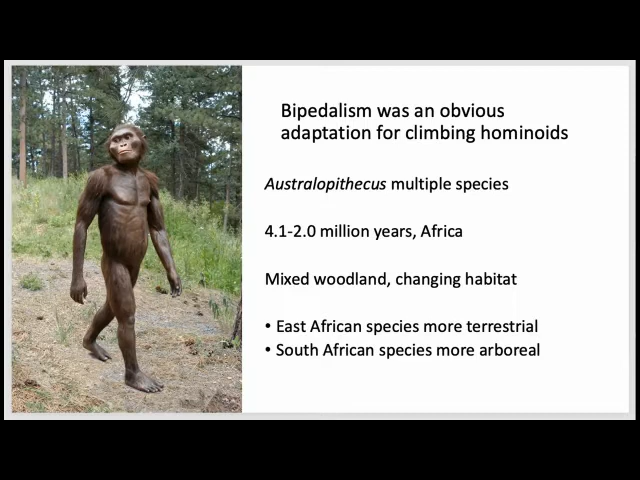 Bipedalism was an obvious
adaptation for climbing hominoids
Australopithecus multiple species
4.1-2.0 million years, Africa
Mixed woodland, changing habitat
• East African species more terrestrial
• South African species more arboreal